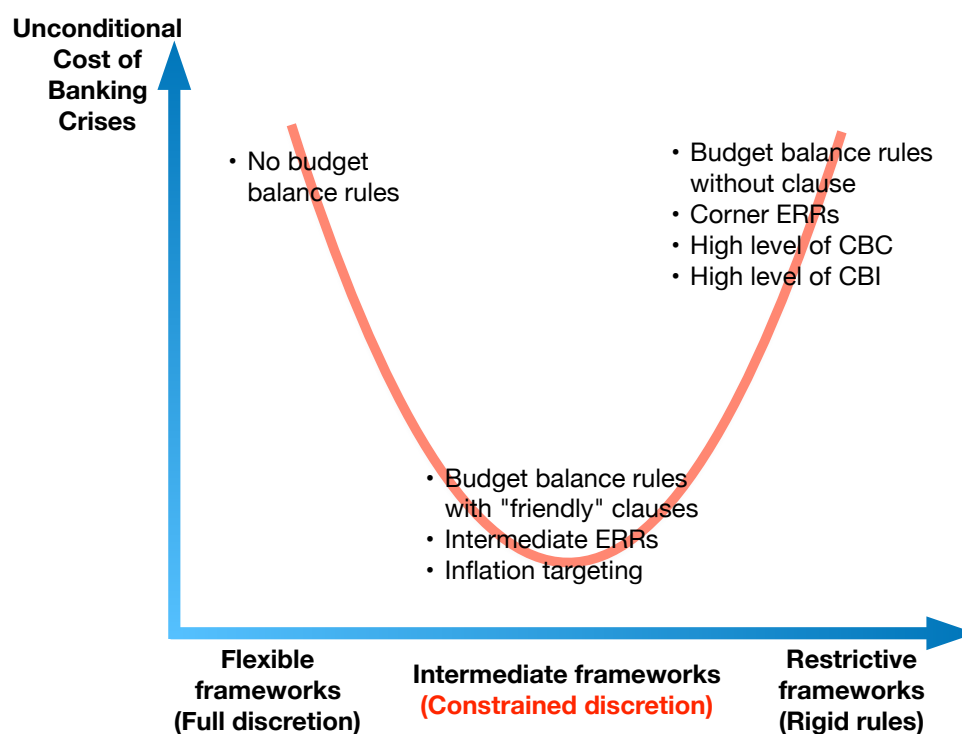 Unconditional
Cost of
Banking
Crises
• No budget
balance rules
• Budget balance rules
without clause
• Corner ERRs
• High level of CBC
• High level of CBI
• Budget balance rules
with "friendly" clauses
• Intermediate ERRs
• Inflation targeting
Flexible
frameworks
(Full discretion)
Intermediate frameworks
(Constrained discretion)
Restrictive
frameworks
(Rigid rules)